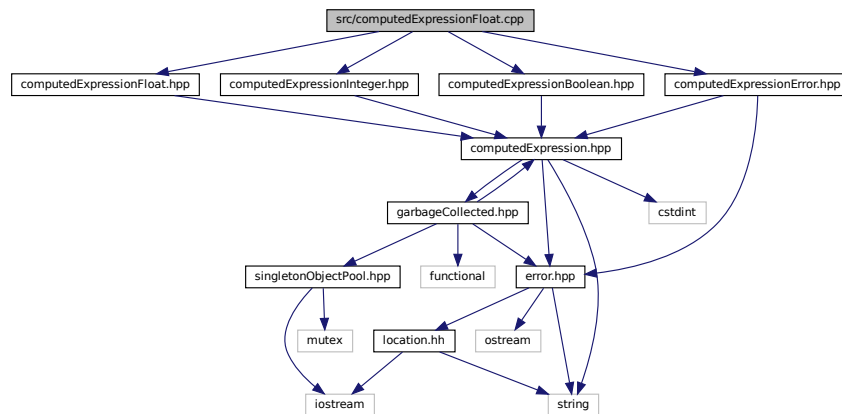 src/computedExpressionFloat.cpp
computedExpressionFloat.hpp
computedExpressionInteger.hpp
computedExpressionBoolean.hpp
computedExpressionError.hpp
computedExpression.hpp
garbageCollected.hpp
cstdint
singletonObjectPool.hpp
functional
error.hpp
mutex
location.hh
ostream
iostream
string